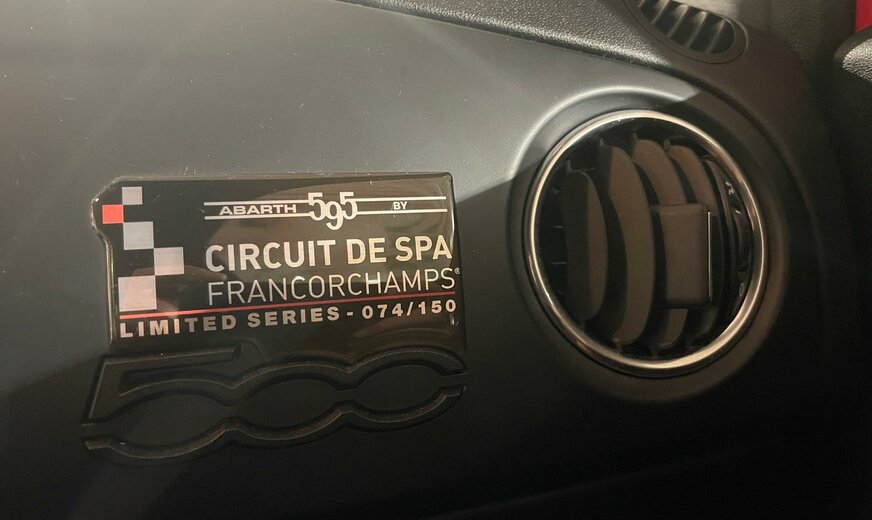 ABARTH 595 BY
CIRCUIT DE SPA
FRANCORCHAMPS®
LIMITED SERIES - 074/150
500